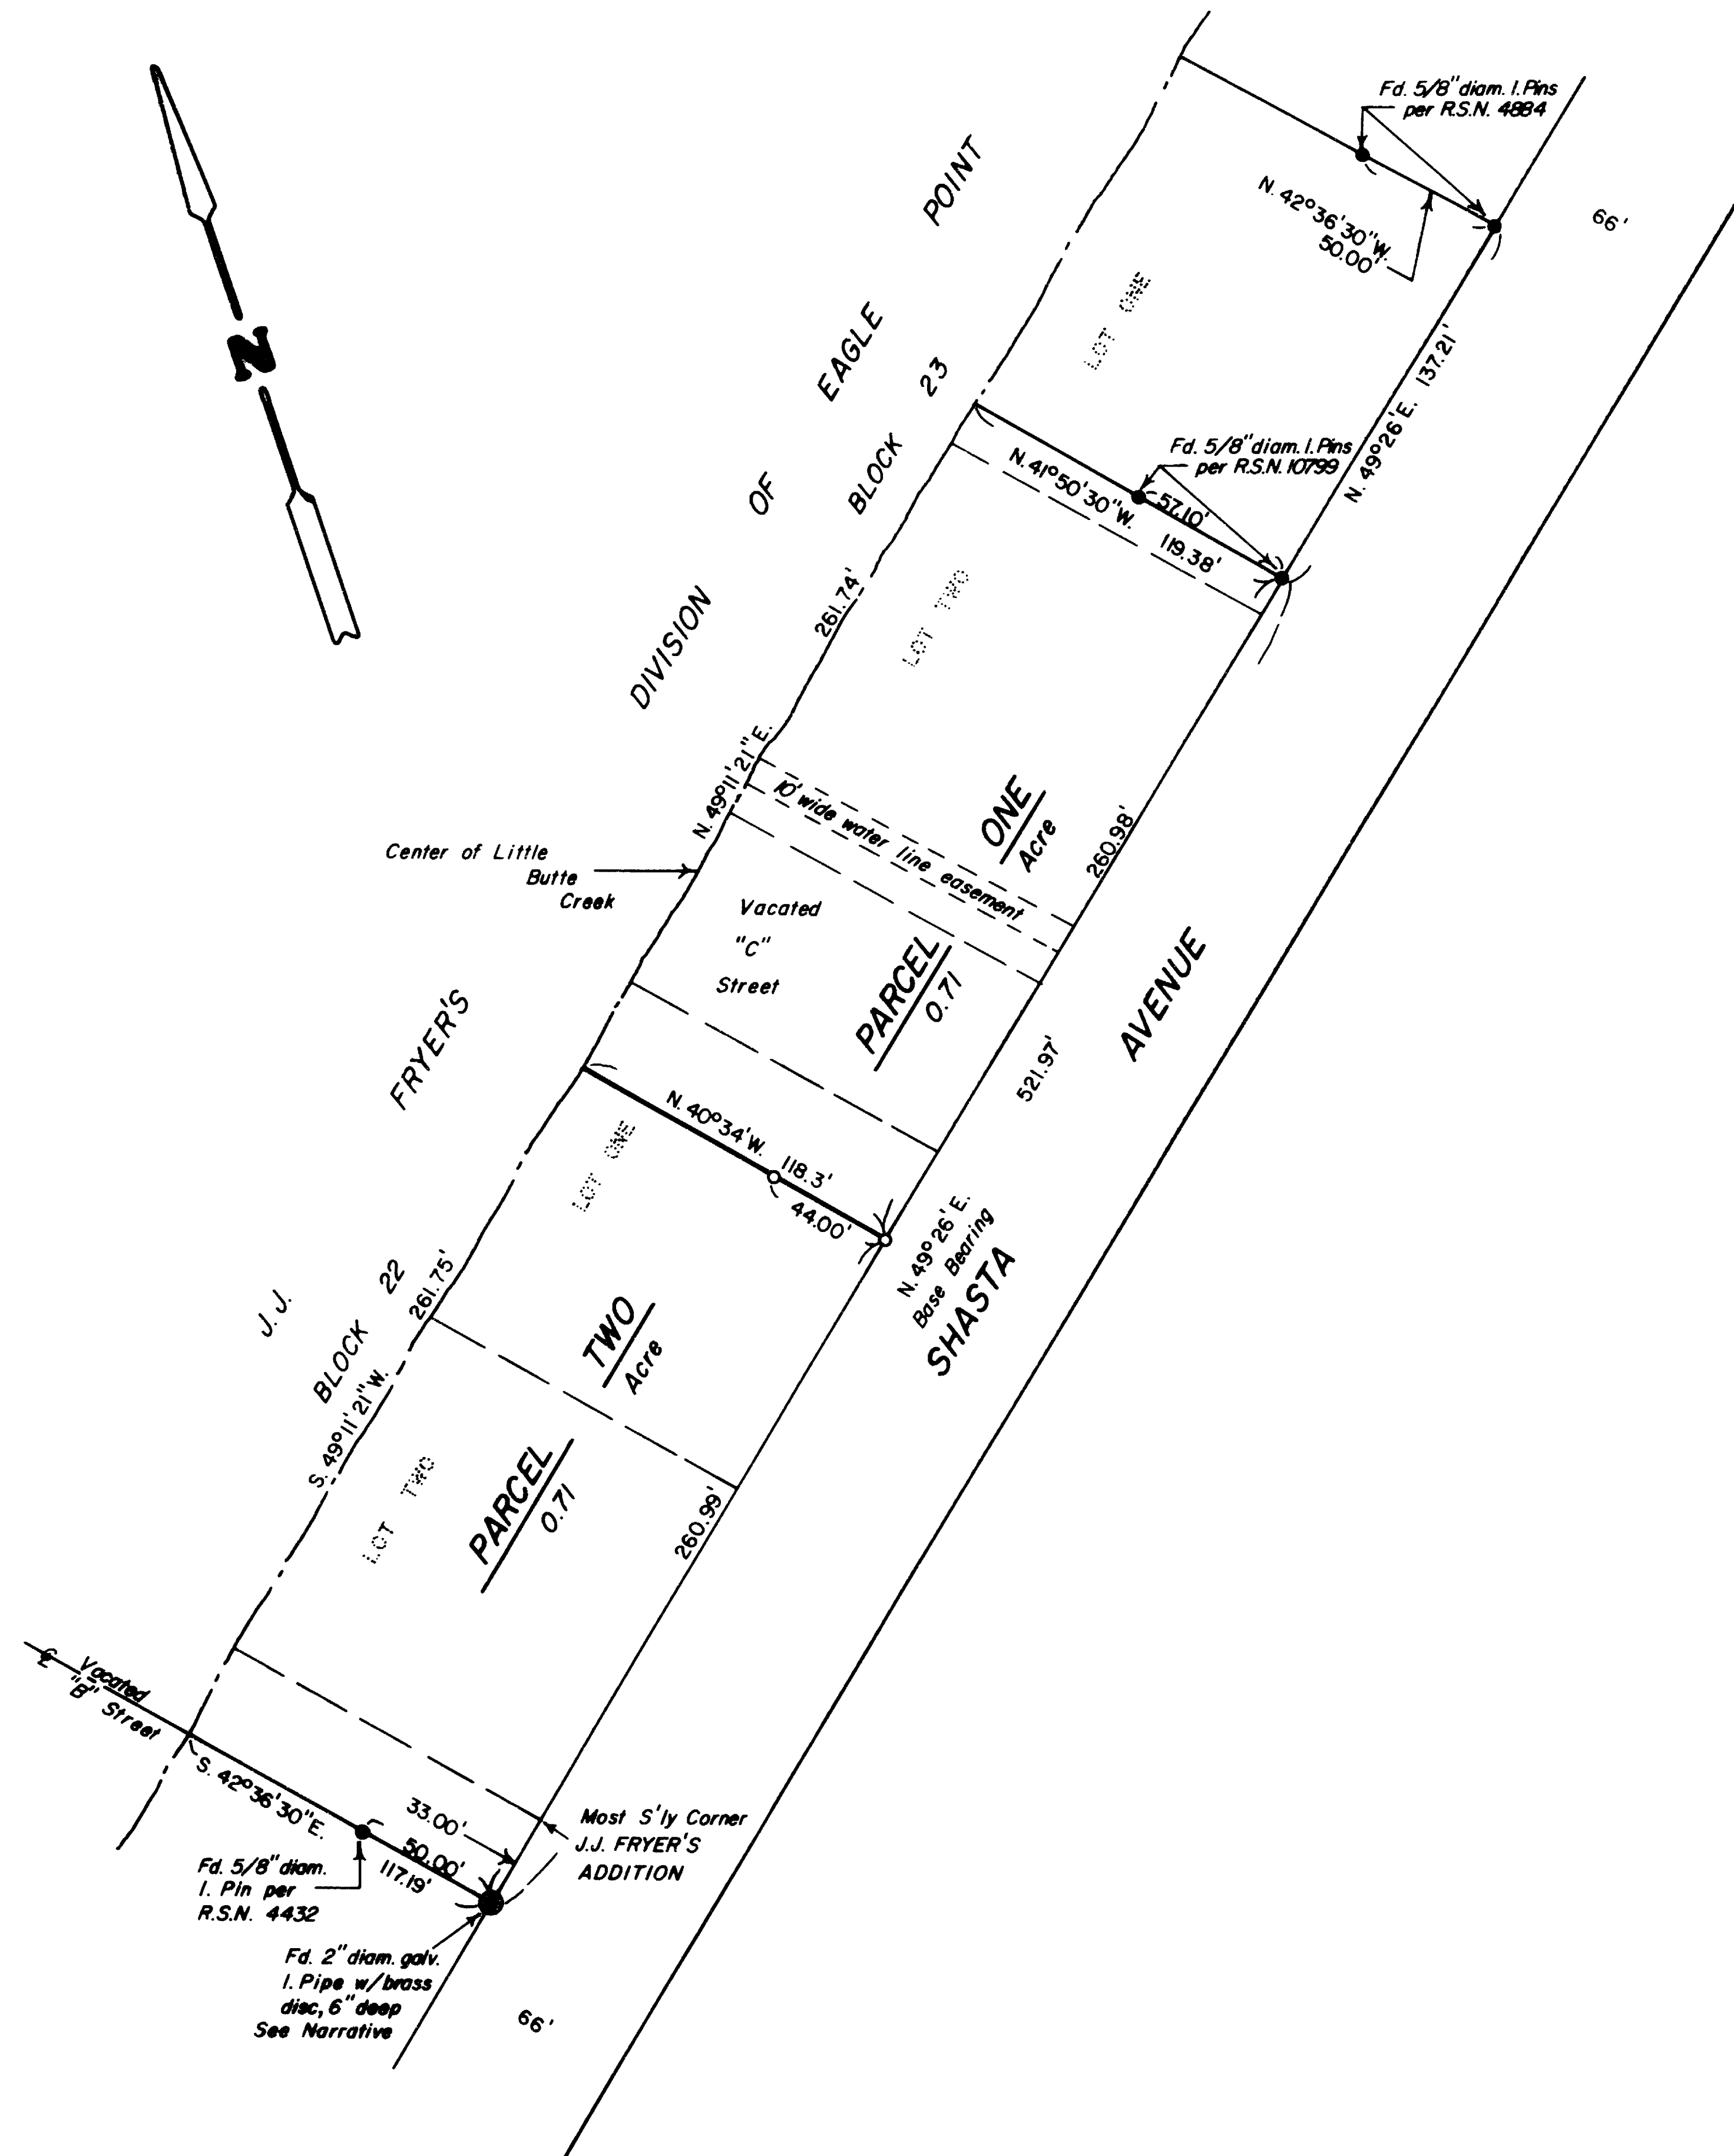 Fd. 5/8" diam. I. Pins
per R.S.N. 4884
N. 42°36'30"W.
50.00'
66'
N
POINT
EAGLE
OF
DIVISION
FRYER'S
J.J.
LOT ONE
BLOCK 23
N. 49°26'E. 137.21'
Fd. 5/8" diam. I. Pins
per R.S.N. 10799
N. 41°50'30"W.
57.10'
119.38'
261.74'
LOT TWO
N. 49°11'21"E.
10' wide water line easement
PARCEL ONE
0.71 Acre
260.98'
Center of Little
Butte
Creek
Vacated
"C"
Street
521.97'
SHASTA AVENUE
N. 49°26'E.
Base Bearing
N. 40°34'W.
118.3'
44.00'
LOT ONE
BLOCK 22
261.75'
S. 49°11'21"W.
PARCEL TWO
0.71 Acre
LOT TWO
260.99'
℄ Vacated
"B" Street
S. 42°36'30"E.
33.00'
50.00'
117.19'
Most S'ly Corner
J.J. FRYER'S
ADDITION
Fd. 5/8" diam.
I. Pin per
R.S.N. 4432
Fd. 2" diam. galv.
I. Pipe w/brass
disc, 6" deep
See Narrative
66'